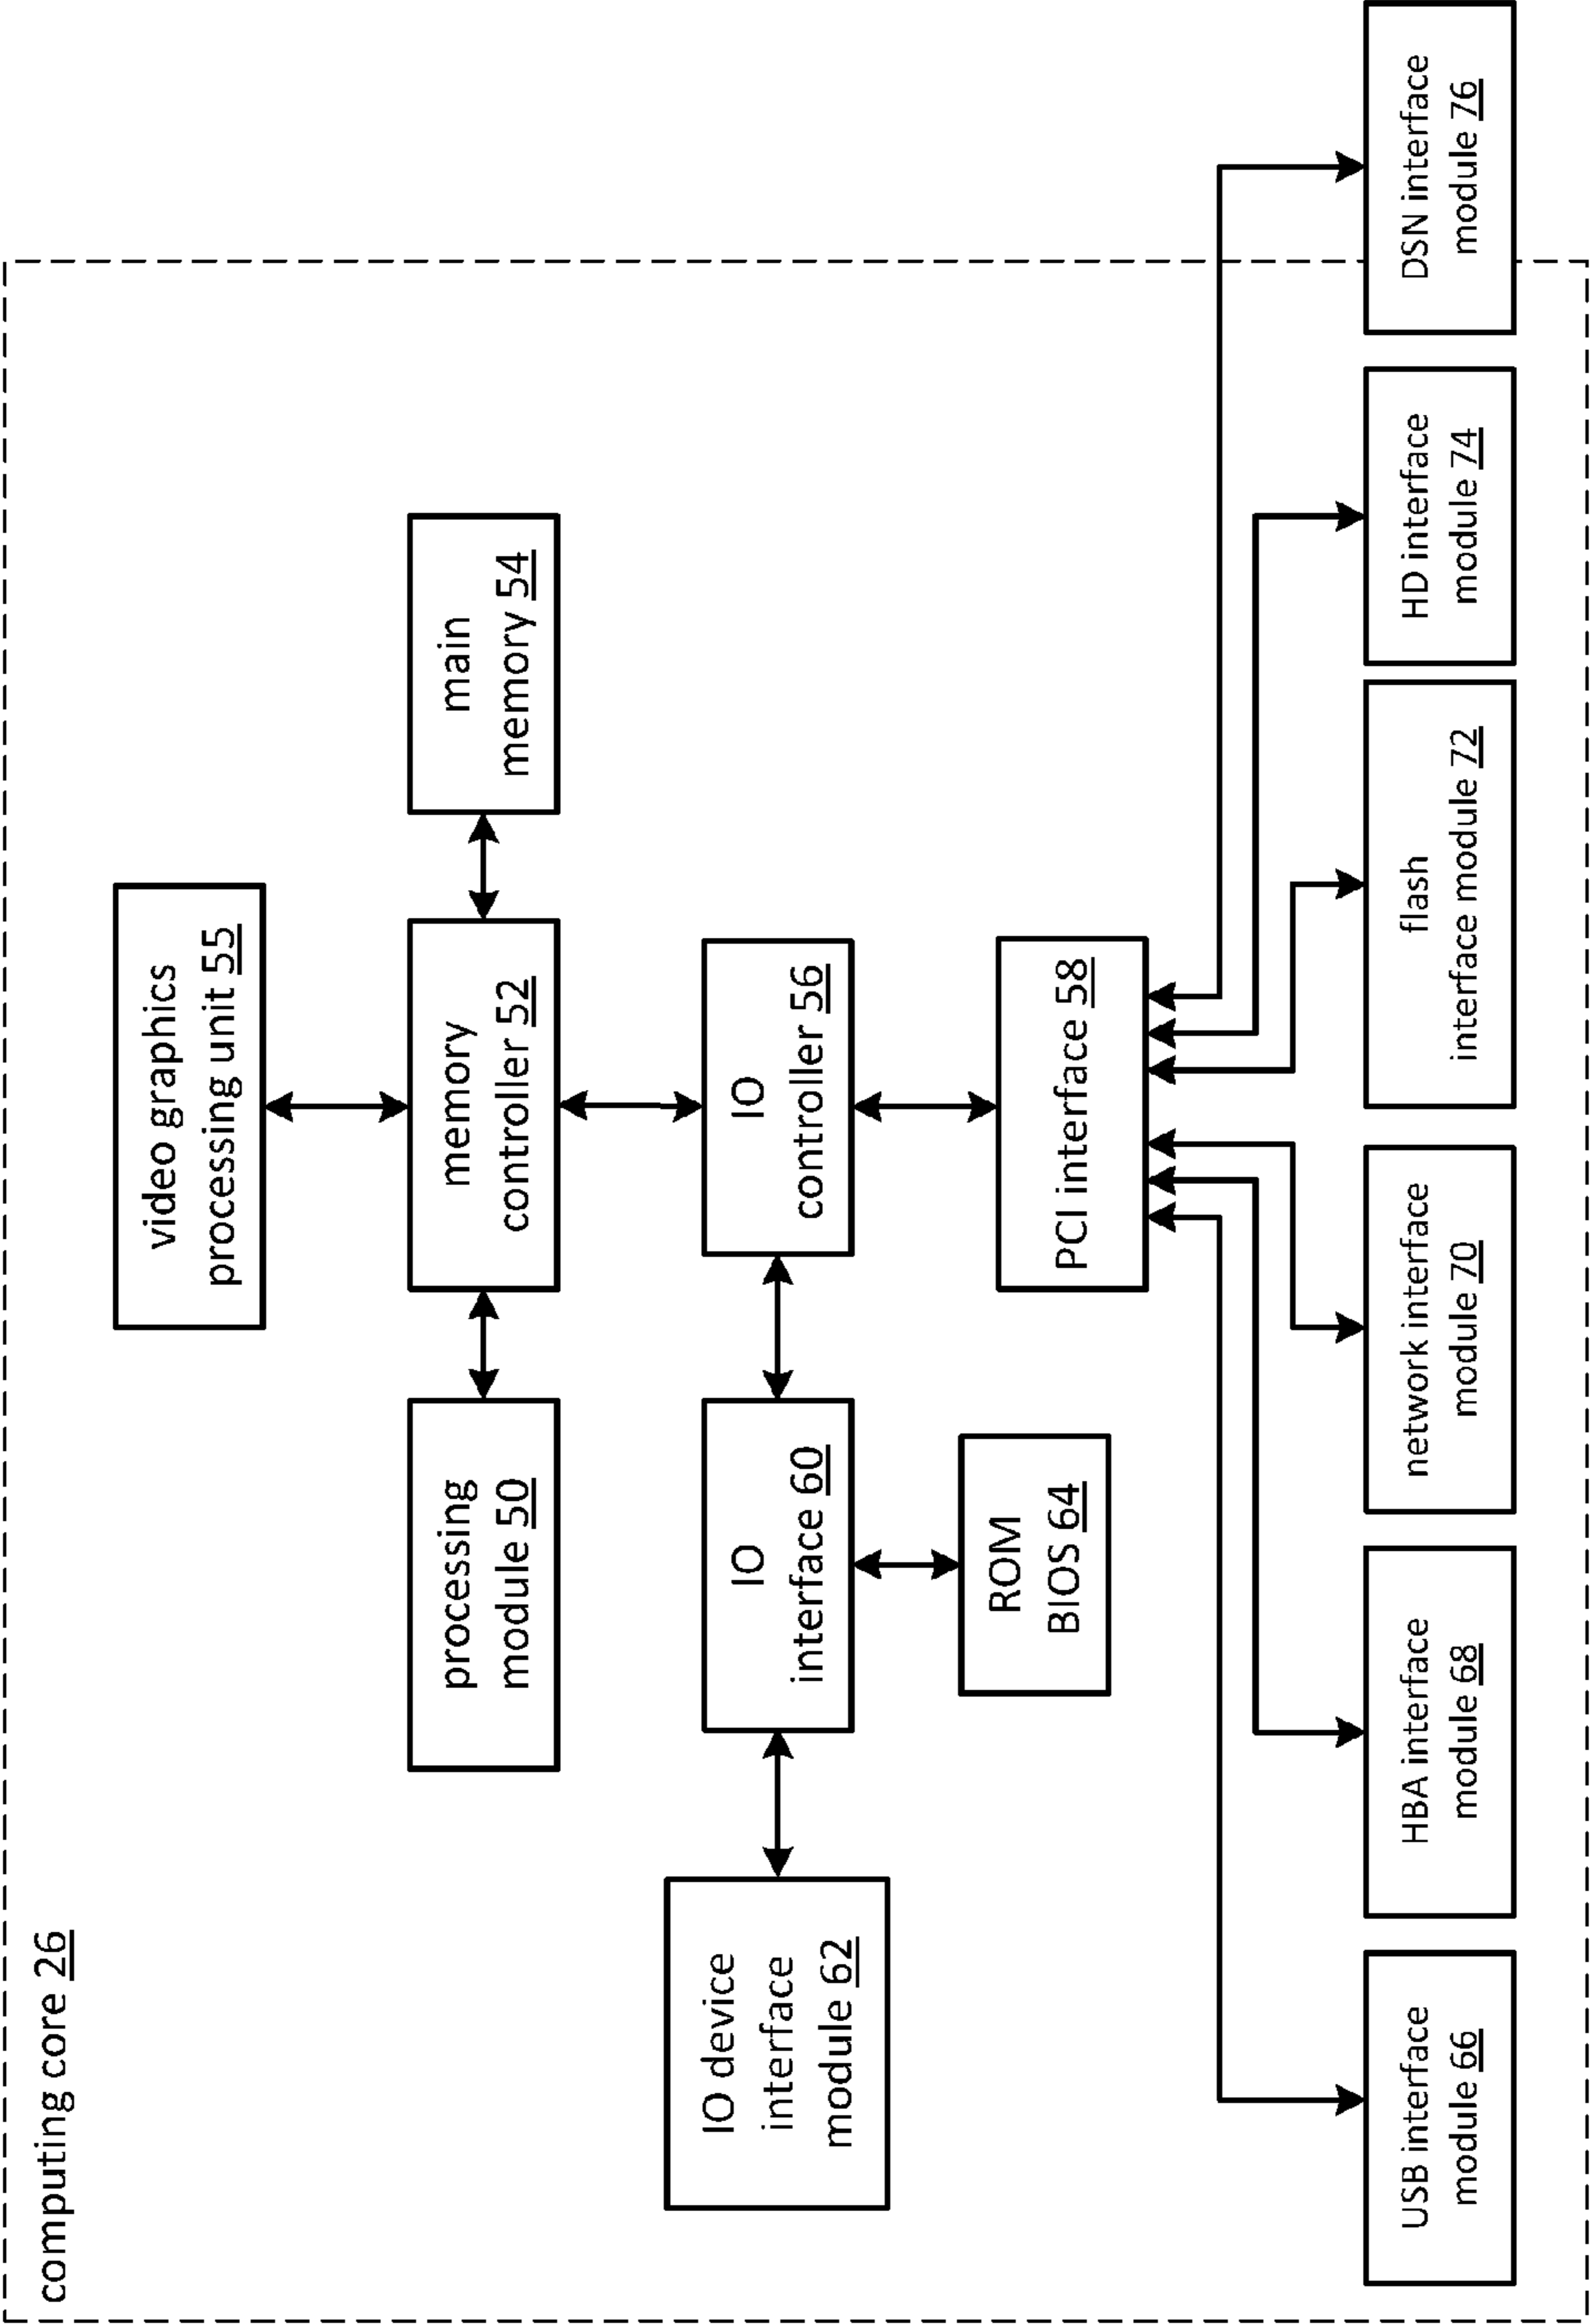 computing core 26
video graphics
processing unit 55
processing
module 50
memory
controller 52
main
memory 54
IO device
interface
module 62
IO
interface 60
IO
controller 56
ROM
BIOS 64
PCI interface 58
USB interface
module 66
HBA interface
module 68
network interface
module 70
flash
interface module 72
HD interface
module 74
DSN interface
module 76